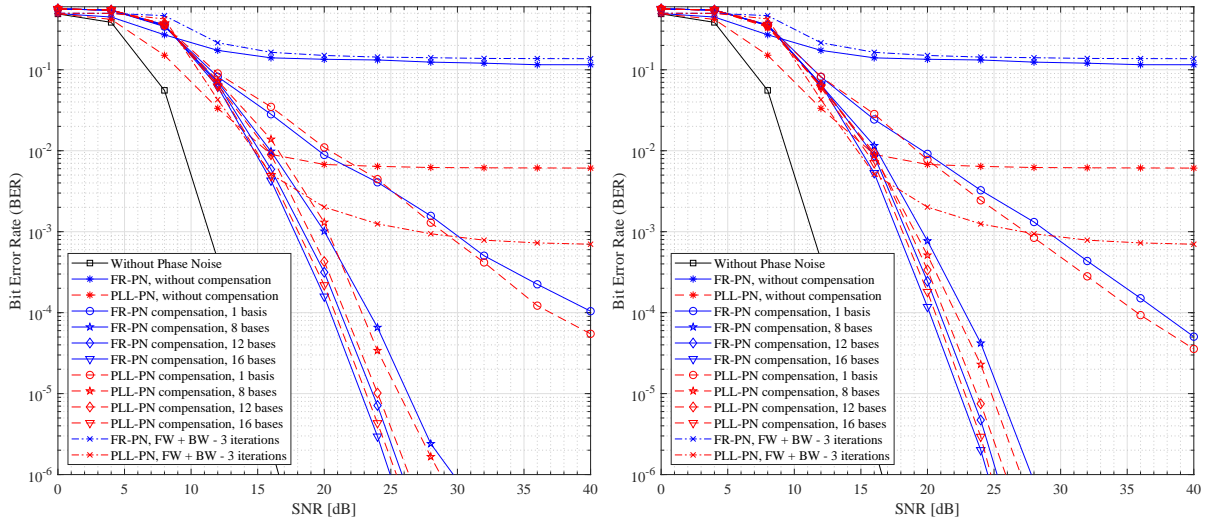 10^-1
10^-2
10^-3
10^-4
10^-5
10^-6
Bit Error Rate (BER)
0 5 10 15 20 25 30 35 40
SNR [dB]
Without Phase Noise
FR-PN, without compensation
PLL-PN, without compensation
FR-PN compensation, 1 basis
FR-PN compensation, 8 bases
FR-PN compensation, 12 bases
FR-PN compensation, 16 bases
PLL-PN compensation, 1 basis
PLL-PN compensation, 8 bases
PLL-PN compensation, 12 bases
PLL-PN compensation, 16 bases
FR-PN, FW + BW - 3 iterations
PLL-PN, FW + BW - 3 iterations
10^-1
10^-2
10^-3
10^-4
10^-5
10^-6
Bit Error Rate (BER)
0 5 10 15 20 25 30 35 40
SNR [dB]
Without Phase Noise
FR-PN, without compensation
PLL-PN, without compensation
FR-PN compensation, 1 basis
FR-PN compensation, 8 bases
FR-PN compensation, 12 bases
FR-PN compensation, 16 bases
PLL-PN compensation, 1 basis
PLL-PN compensation, 8 bases
PLL-PN compensation, 12 bases
PLL-PN compensation, 16 bases
FR-PN, FW + BW - 3 iterations
PLL-PN, FW + BW - 3 iterations